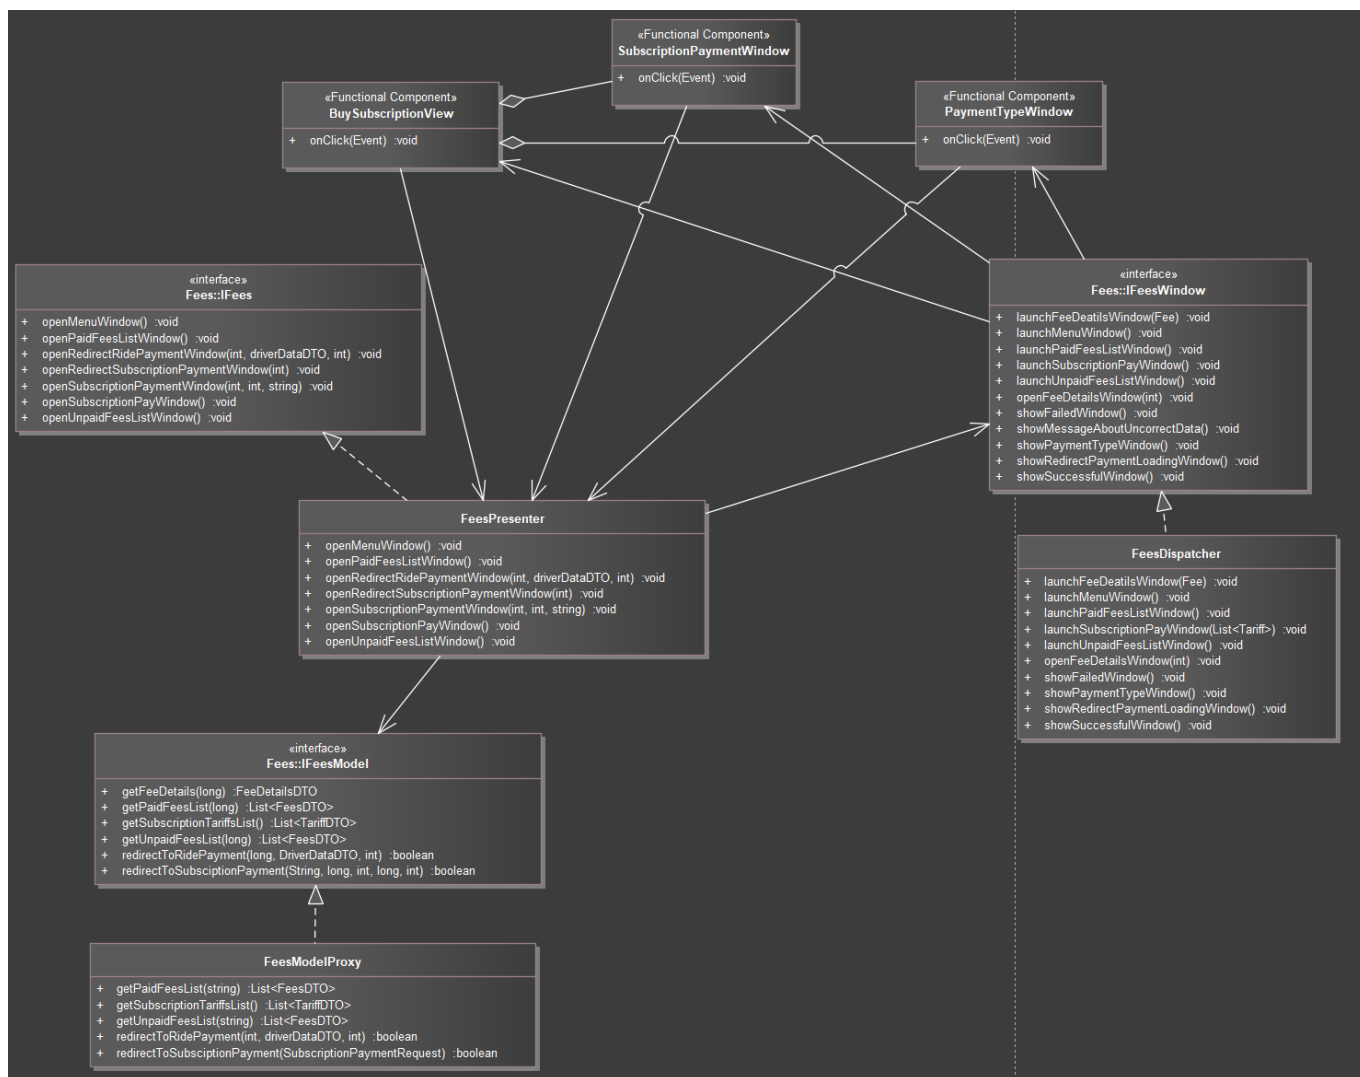 «Functional Component»
SubscriptionPaymentWindow
+ onClick(Event) :void
«Functional Component»
BuySubscriptionView
+ onClick(Event) :void
«Functional Component»
PaymentTypeWindow
+ onClick(Event) :void
«interface»
Fees::IFees
+ openMenuWindow() :void
+ openPaidFeesListWindow() :void
+ openRedirectRidePaymentWindow(int, driverDataDTO, int) :void
+ openRedirectSubscriptionPaymentWindow(int) :void
+ openSubscriptionPaymentWindow(int, int, string) :void
+ openSubscriptionPayWindow() :void
+ openUnpaidFeesListWindow() :void
«interface»
Fees::IFeesWindow
+ launchFeeDeatilsWindow(Fee) :void
+ launchMenuWindow() :void
+ launchPaidFeesListWindow() :void
+ launchSubscriptionPayWindow() :void
+ launchUnpaidFeesListWindow() :void
+ openFeeDetailsWindow(int) :void
+ showFailedWindow() :void
+ showMessageAboutUncorrectData() :void
+ showPaymentTypeWindow() :void
+ showRedirectPaymentLoadingWindow() :void
+ showSuccessfulWindow() :void
FeesPresenter
+ openMenuWindow() :void
+ openPaidFeesListWindow() :void
+ openRedirectRidePaymentWindow(int, driverDataDTO, int) :void
+ openRedirectSubscriptionPaymentWindow(int) :void
+ openSubscriptionPaymentWindow(int, int, string) :void
+ openSubscriptionPayWindow() :void
+ openUnpaidFeesListWindow() :void
FeesDispatcher
+ launchFeeDeatilsWindow(Fee) :void
+ launchMenuWindow() :void
+ launchPaidFeesListWindow() :void
+ launchSubscriptionPayWindow(List<Tariff>) :void
+ launchUnpaidFeesListWindow() :void
+ openFeeDetailsWindow(int) :void
+ showFailedWindow() :void
+ showPaymentTypeWindow() :void
+ showRedirectPaymentLoadingWindow() :void
+ showSuccessfulWindow() :void
«interface»
Fees::IFeesModel
+ getFeeDetails(long) :FeeDetailsDTO
+ getPaidFeesList(long) :List<FeesDTO>
+ getSubscriptionTariffsList() :List<TariffDTO>
+ getUnpaidFeesList(long) :List<FeesDTO>
+ redirectToRidePayment(long, DriverDataDTO, int) :boolean
+ redirectToSubsciptionPayment(String, long, int, long, int) :boolean
FeesModelProxy
+ getPaidFeesList(string) :List<FeesDTO>
+ getSubscriptionTariffsList() :List<TariffDTO>
+ getUnpaidFeesList(string) :List<FeesDTO>
+ redirectToRidePayment(int, driverDataDTO, int) :boolean
+ redirectToSubsciptionPayment(SubscriptionPaymentRequest) :boolean